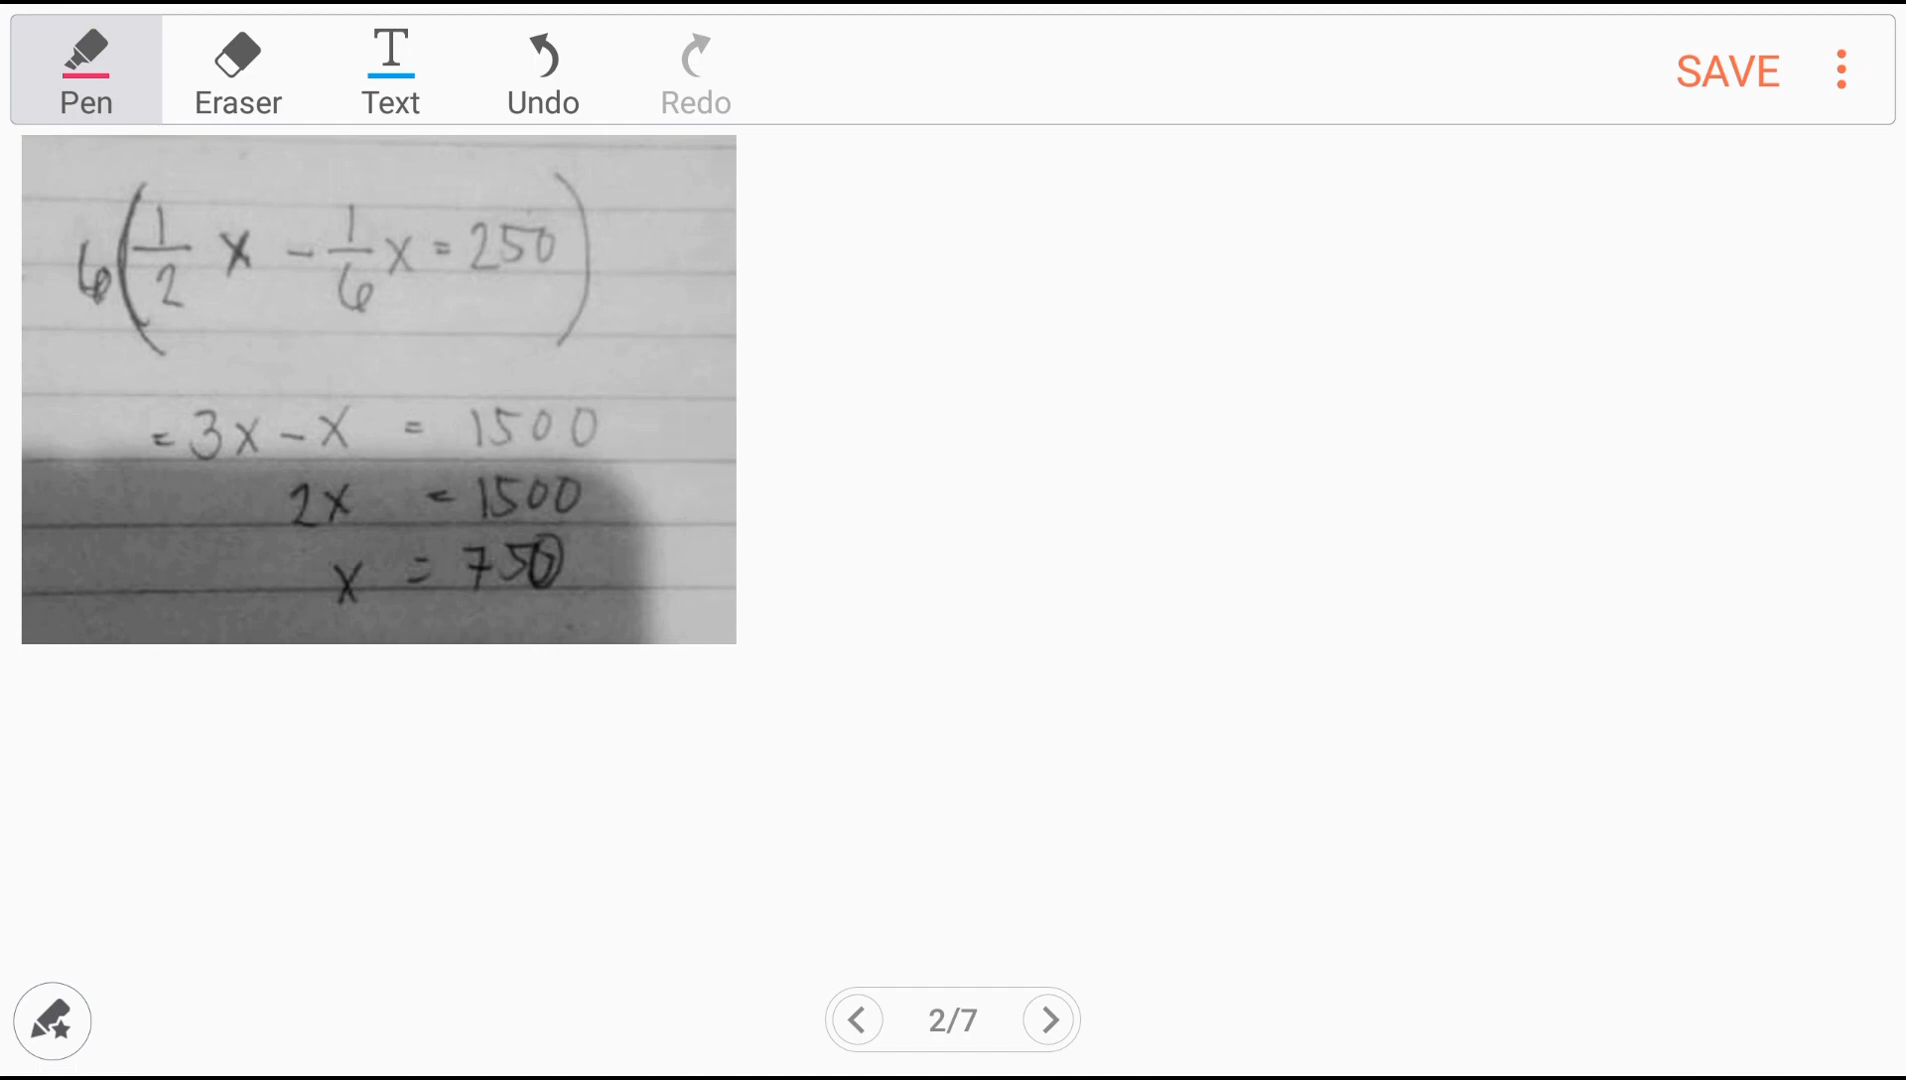 Pen Eraser Text Undo Redo SAVE
6(1/2 x - 1/6 x = 250)
= 3x - x = 1500
2x = 1500
x = 750
2/7